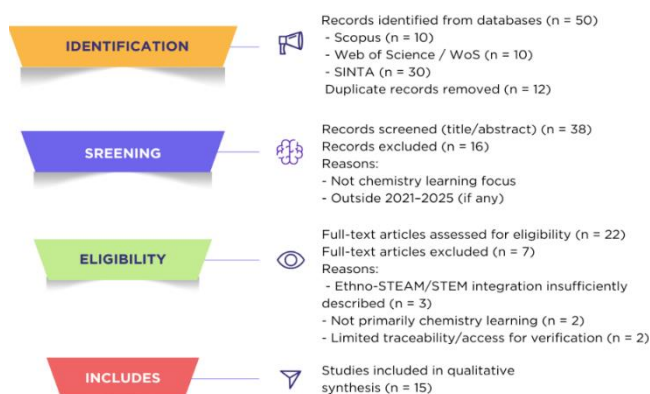 IDENTIFICATION
Records identified from databases (n = 50)
- Scopus (n = 10)
- Web of Science / WoS (n = 10)
- SINTA (n = 30)
Duplicate records removed (n = 12)
SREENING
Records screened (title/abstract) (n = 38)
Records excluded (n = 16)
Reasons:
- Not chemistry learning focus
- Outside 2021–2025 (if any)
ELIGIBILITY
Full-text articles assessed for eligibility (n = 22)
Full-text articles excluded (n = 7)
Reasons:
- Ethno-STEAM/STEM integration insufficiently
described (n = 3)
- Not primarily chemistry learning (n = 2)
- Limited traceability/access for verification (n = 2)
INCLUDES
Studies included in qualitative
synthesis (n = 15)